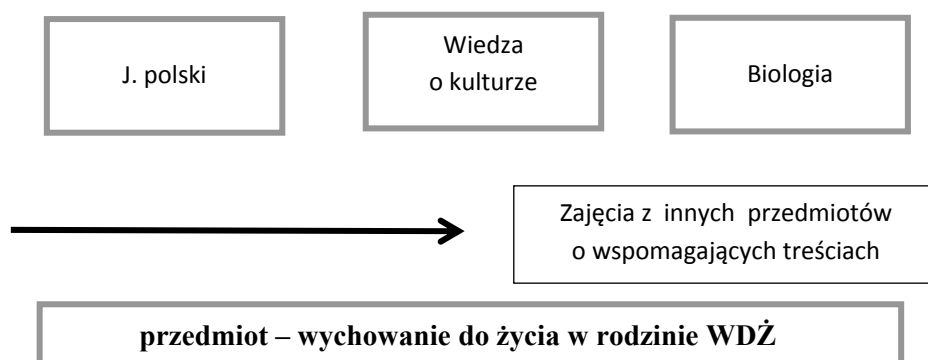 J. polski
Wiedza
o kulturze
Biologia
Zajęcia z innych przedmiotów
o wspomagających treściach
przedmiot – wychowanie do życia w rodzinie WDŻ